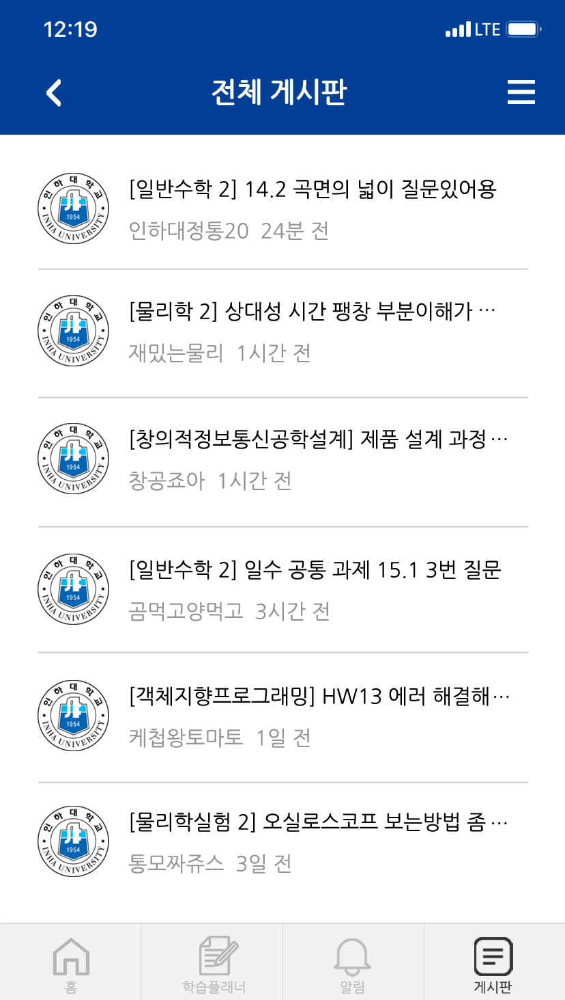 12:19 LTE
전체 게시판
인하대학교
1954
INHA UNIVERSITY
[일반수학 2] 14.2 곡면의 넓이 질문있어용
인하대정통20 24분 전
인하대학교
1954
INHA UNIVERSITY
[물리학 2] 상대성 시간 팽창 부분이해가 …
재밌는물리 1시간 전
인하대학교
1954
INHA UNIVERSITY
[창의적정보통신공학설계] 제품 설계 과정…
창공죠아 1시간 전
인하대학교
1954
INHA UNIVERSITY
[일반수학 2] 일수 공통 과제 15.1 3번 질문
곰먹고양먹고 3시간 전
인하대학교
1954
INHA UNIVERSITY
[객체지향프로그래밍] HW13 에러 해결해…
케첩왕토마토 1일 전
인하대학교
1954
INHA UNIVERSITY
[물리학실험 2] 오실로스코프 보는방법 좀 …
통모짜쥬스 3일 전
홈 학습플래너 알림 게시판